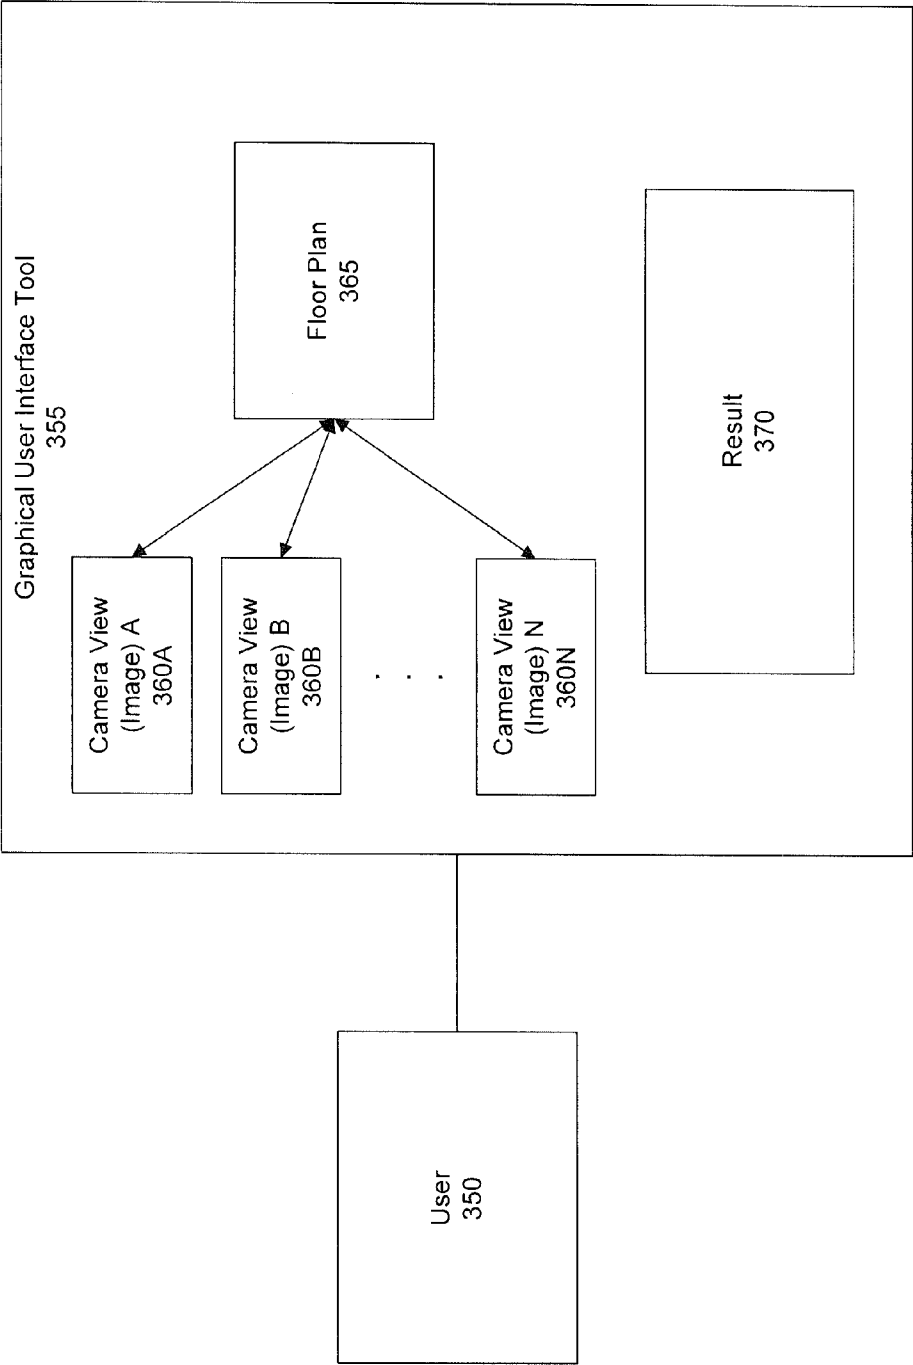 Graphical User Interface Tool
355
Camera View
(Image) A
360A
Camera View
(Image) B
360B
. . .
Camera View
(Image) N
360N
Floor Plan
365
Result
370
User
350